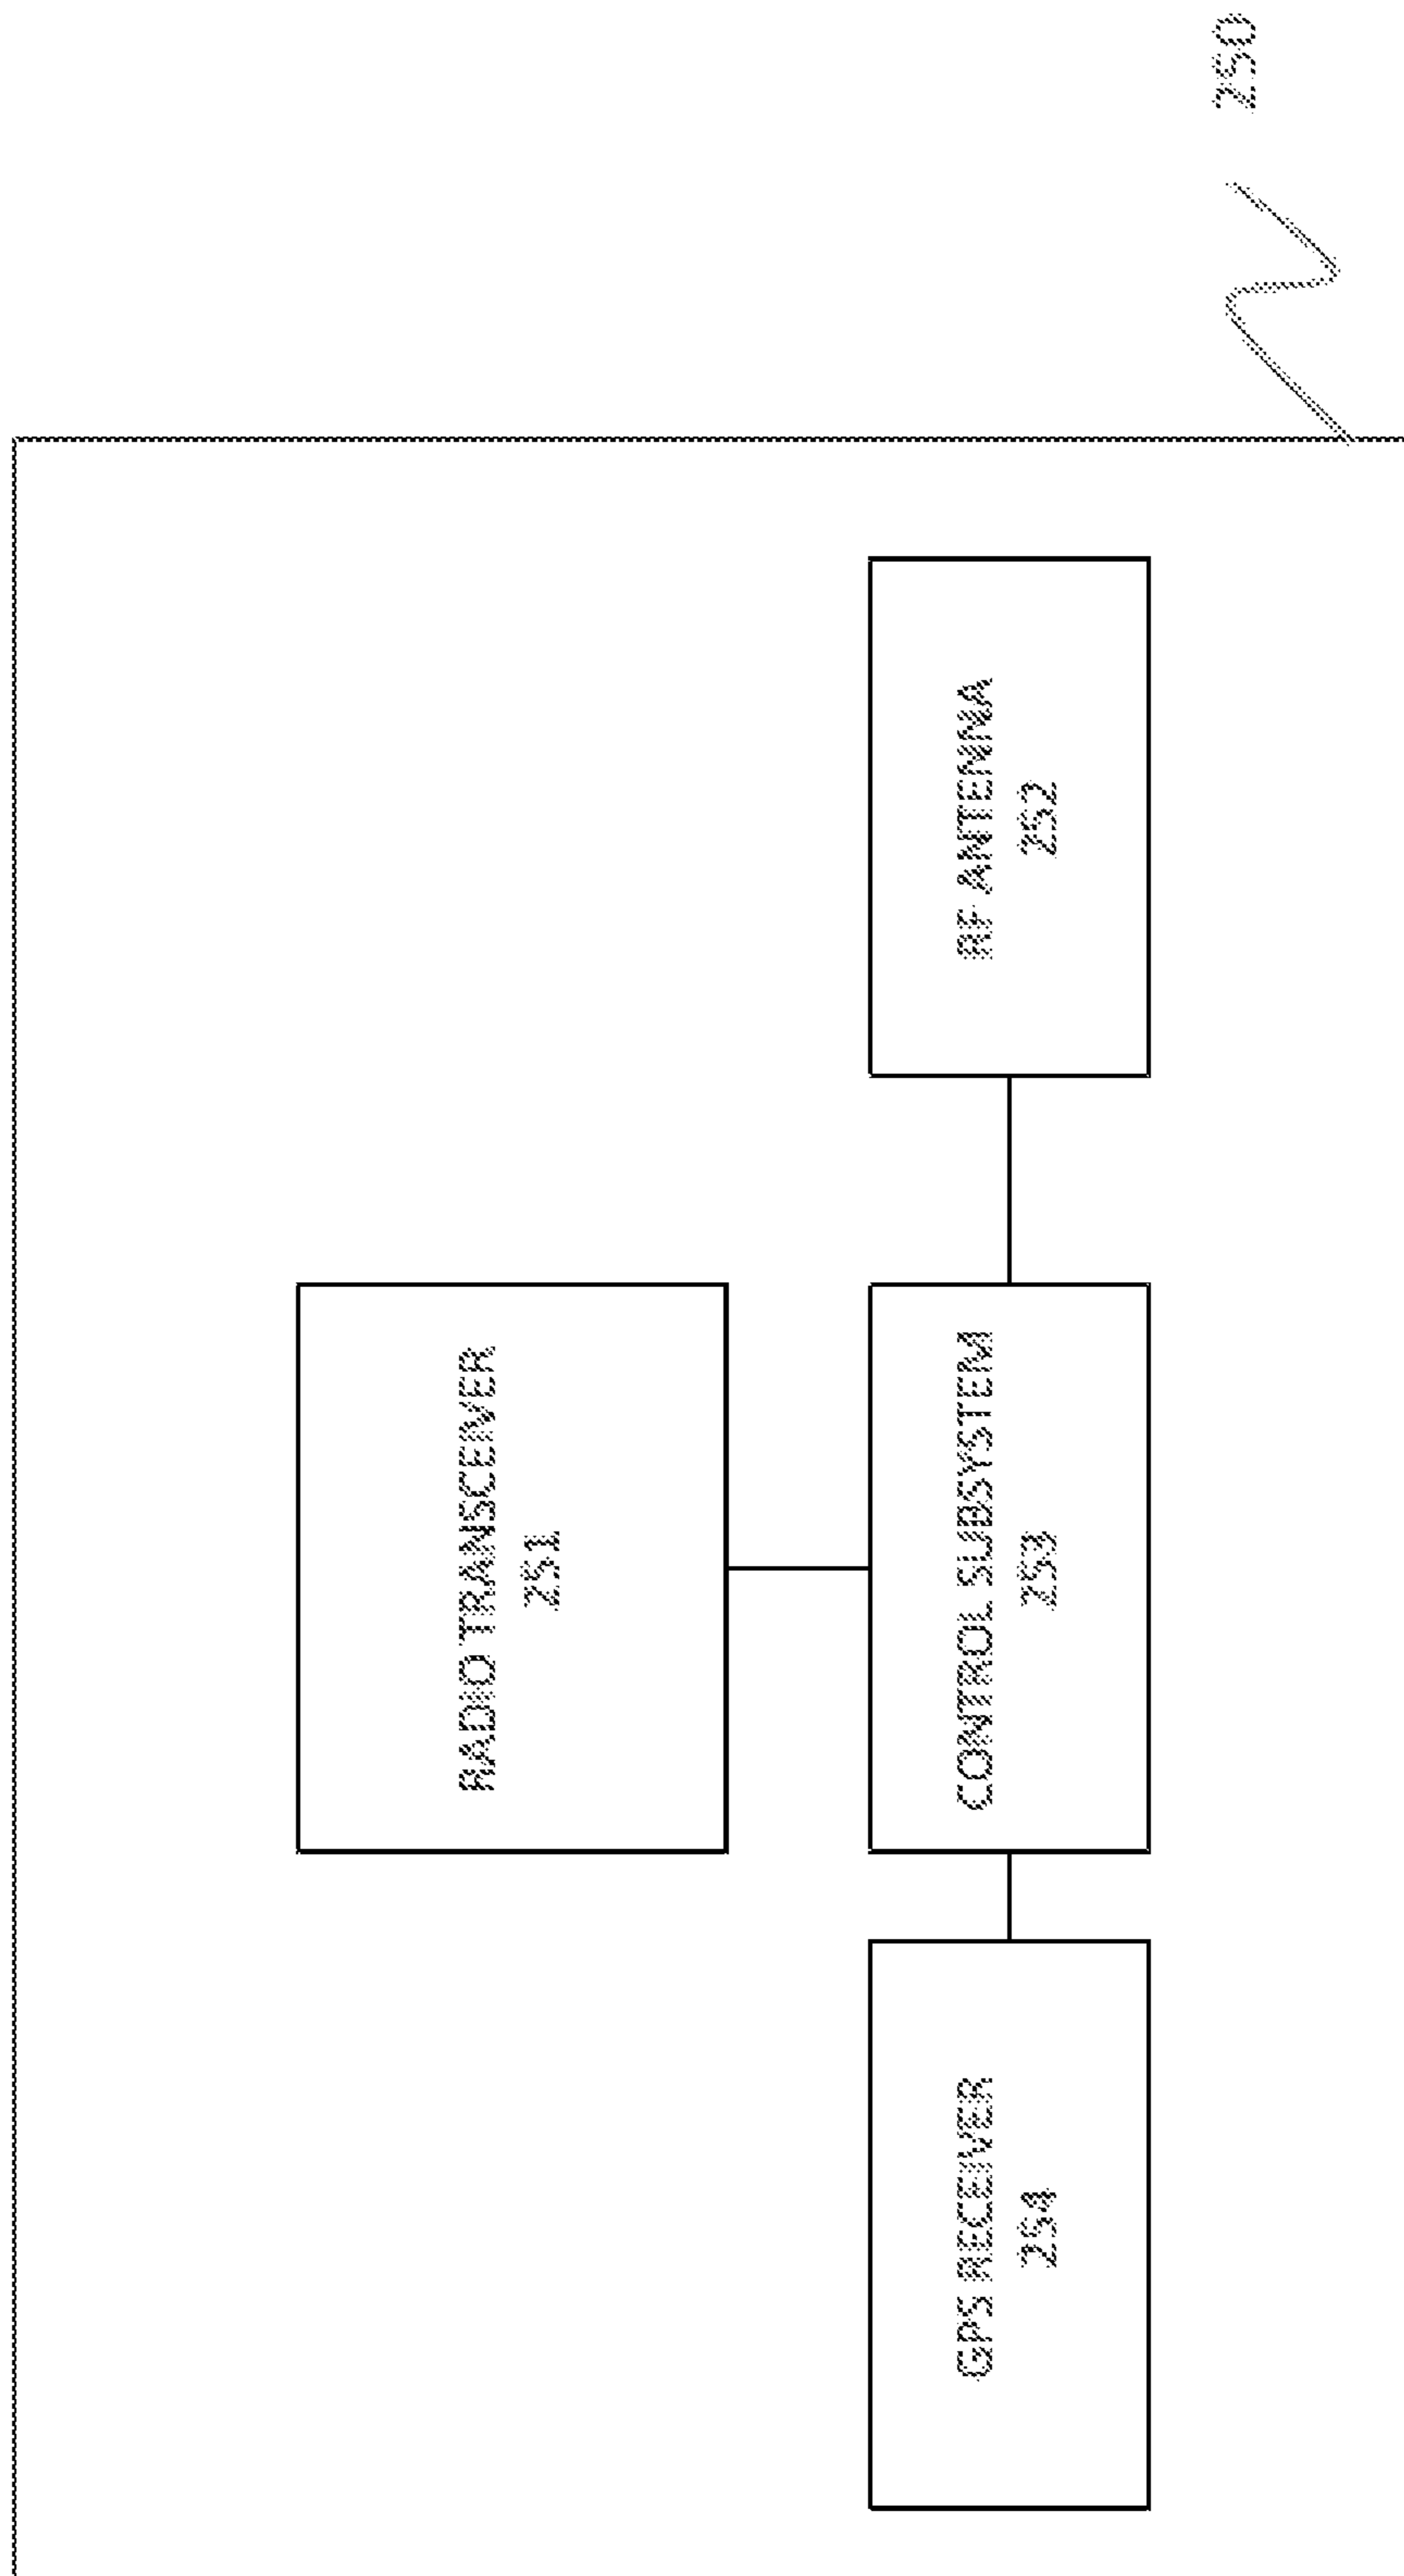 RADIO TRANSCEIVER
251
GPS RECEIVER
254
CONTROL SUBSYSTEM
253
RF ANTENNA
252
250